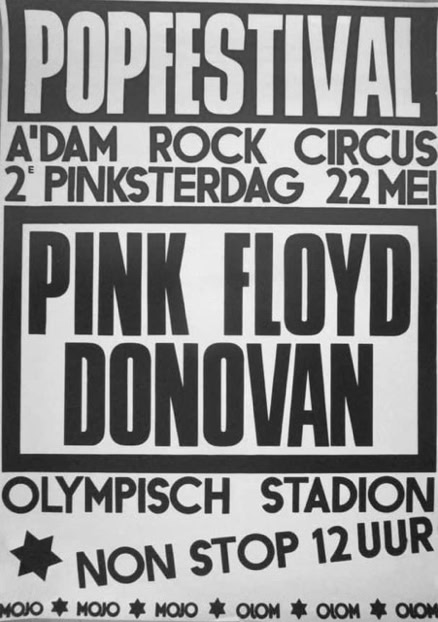 POPFESTIVAL
A'DAM ROCK CIRCUS
2E PINKSTERDAG 22 MEI
PINK FLOYD
DONOVAN
OLYMPISCH STADION
NON STOP 12 UUR
MOJO ✶ MOJO ✶ MOJO ✶ OLOM ✶ OLOM ✶ OLOM